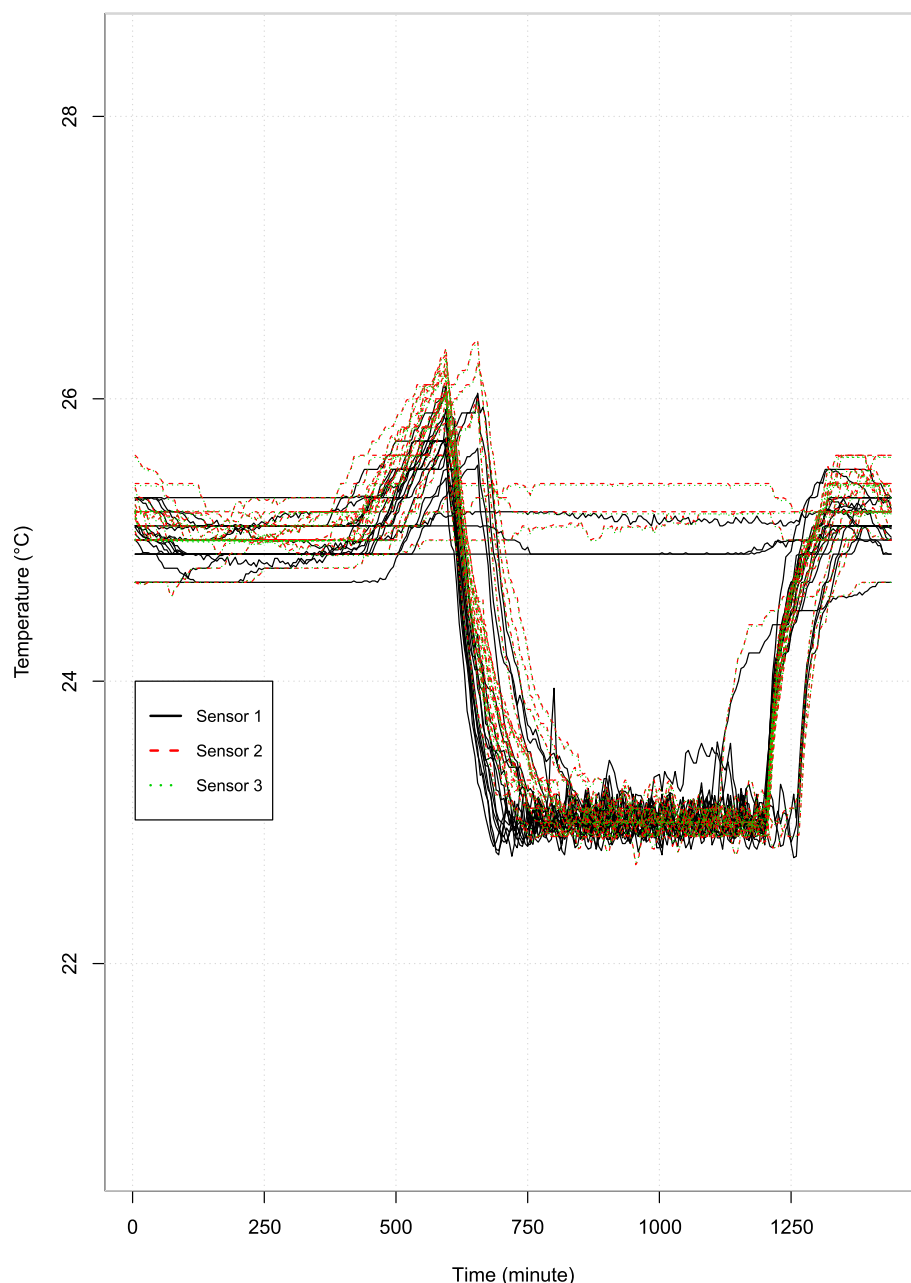 28
26
24
22
Temperature (°C)
Sensor 1
Sensor 2
Sensor 3
0 250 500 750 1000 1250
Time (minute)